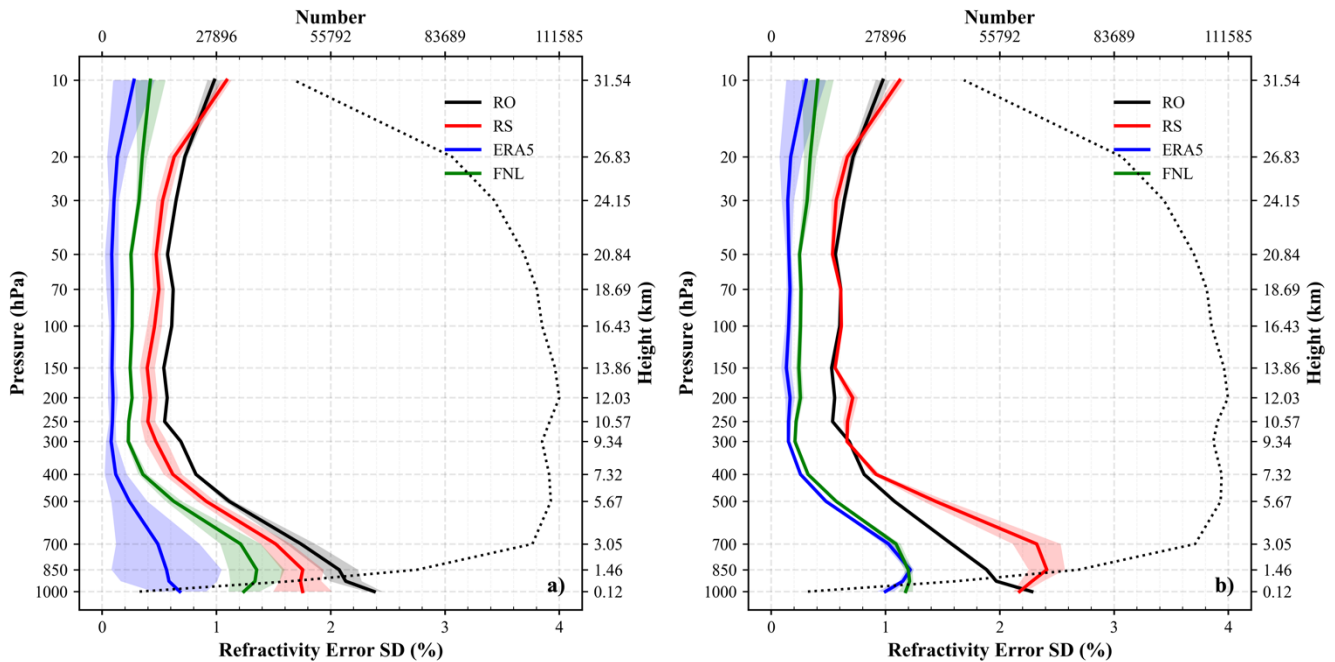 Number
0 27896 55792 83689 111585
10 20 30 50 70 100 150 200 250 300 400 500 700 850 1000
Pressure (hPa)
RO
RS
ERA5
FNL
a)
31.54 26.83 24.15 20.84 18.69 16.43 13.86 12.03 10.57 9.34 7.32 5.67 3.05 1.46 0.12
Height (km)
0 1 2 3 4
Refractivity Error SD (%)
Number
0 27896 55792 83689 111585
10 20 30 50 70 100 150 200 250 300 400 500 700 850 1000
Pressure (hPa)
RO
RS
ERA5
FNL
b)
31.54 26.83 24.15 20.84 18.69 16.43 13.86 12.03 10.57 9.34 7.32 5.67 3.05 1.46 0.12
Height (km)
0 1 2 3 4
Refractivity Error SD (%)